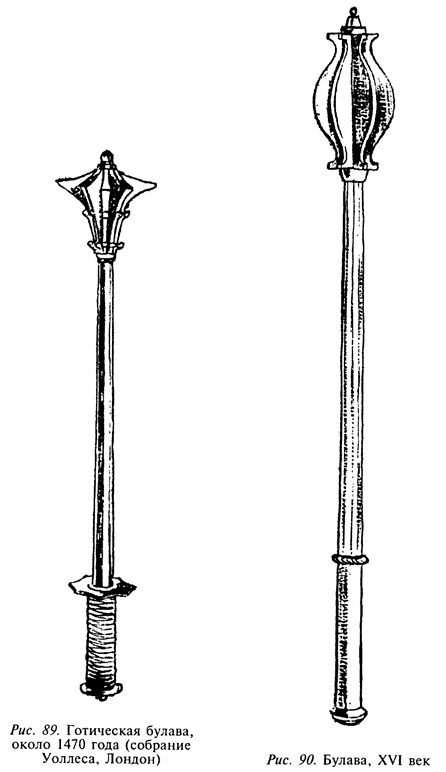 Рис. 89. Готическая булава,
около 1470 года (собрание
Уоллеса, Лондон)
Рис. 90. Булава, XVI век